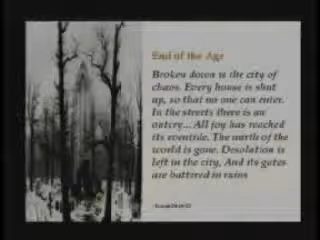 End of the Age
Broken down is the city of
chaos. Every house is shut
up, so that no one can enter.
In the streets there is an
outcry... All joy has reached
its eventide. The mirth of the
world is gone. Desolation is
left in the city, And its gates
are battered in ruins